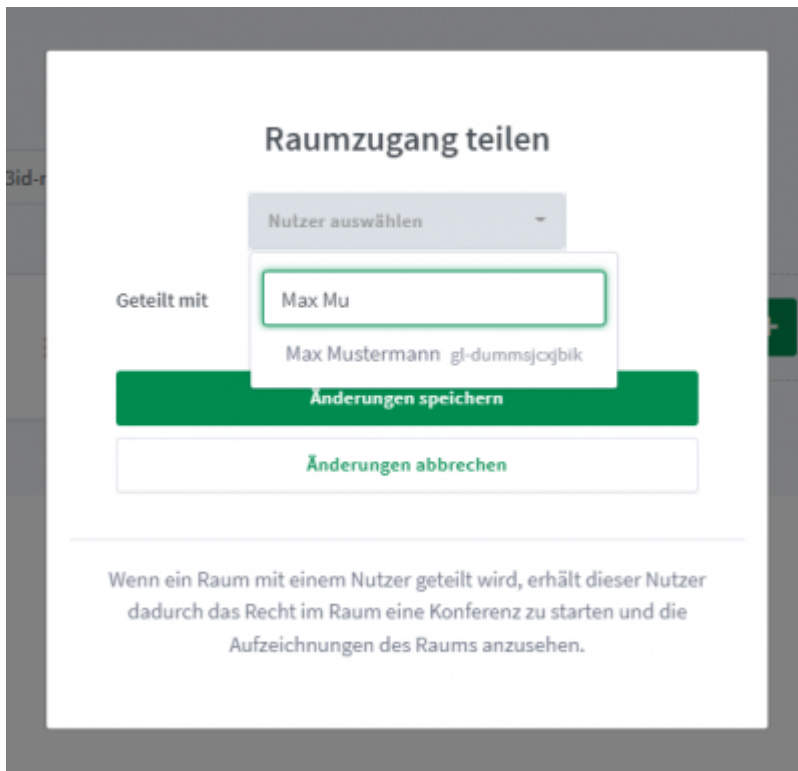 Raumzugang teilen
3id-r
Nutzer auswählen
Geteilt mit
Max Mu
Max Mustermann gl-dummsjcxjbik
Änderungen speichern
Änderungen abbrechen
Wenn ein Raum mit einem Nutzer geteilt wird, erhält dieser Nutzer
dadurch das Recht im Raum eine Konferenz zu starten und die
Aufzeichnungen des Raums anzusehen.